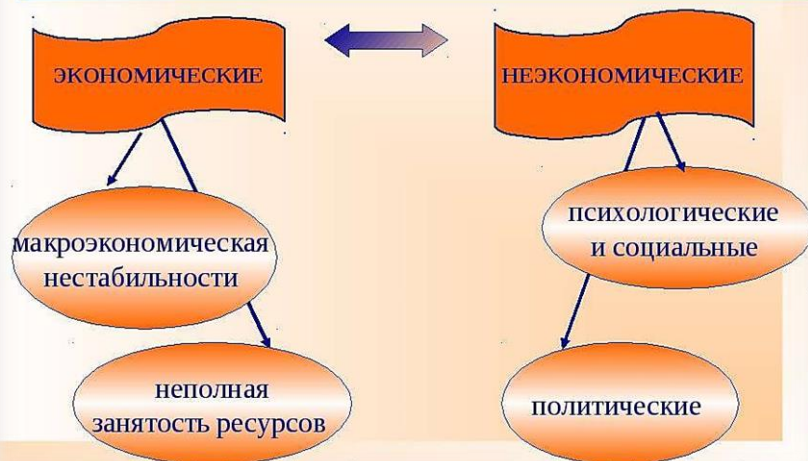 ЭКОНОМИЧЕСКИЕ
НЕЭКОНОМИЧЕСКИЕ
макроэкономическая
нестабильности
психологические
и социальные
неполная
занятость ресурсов
политические